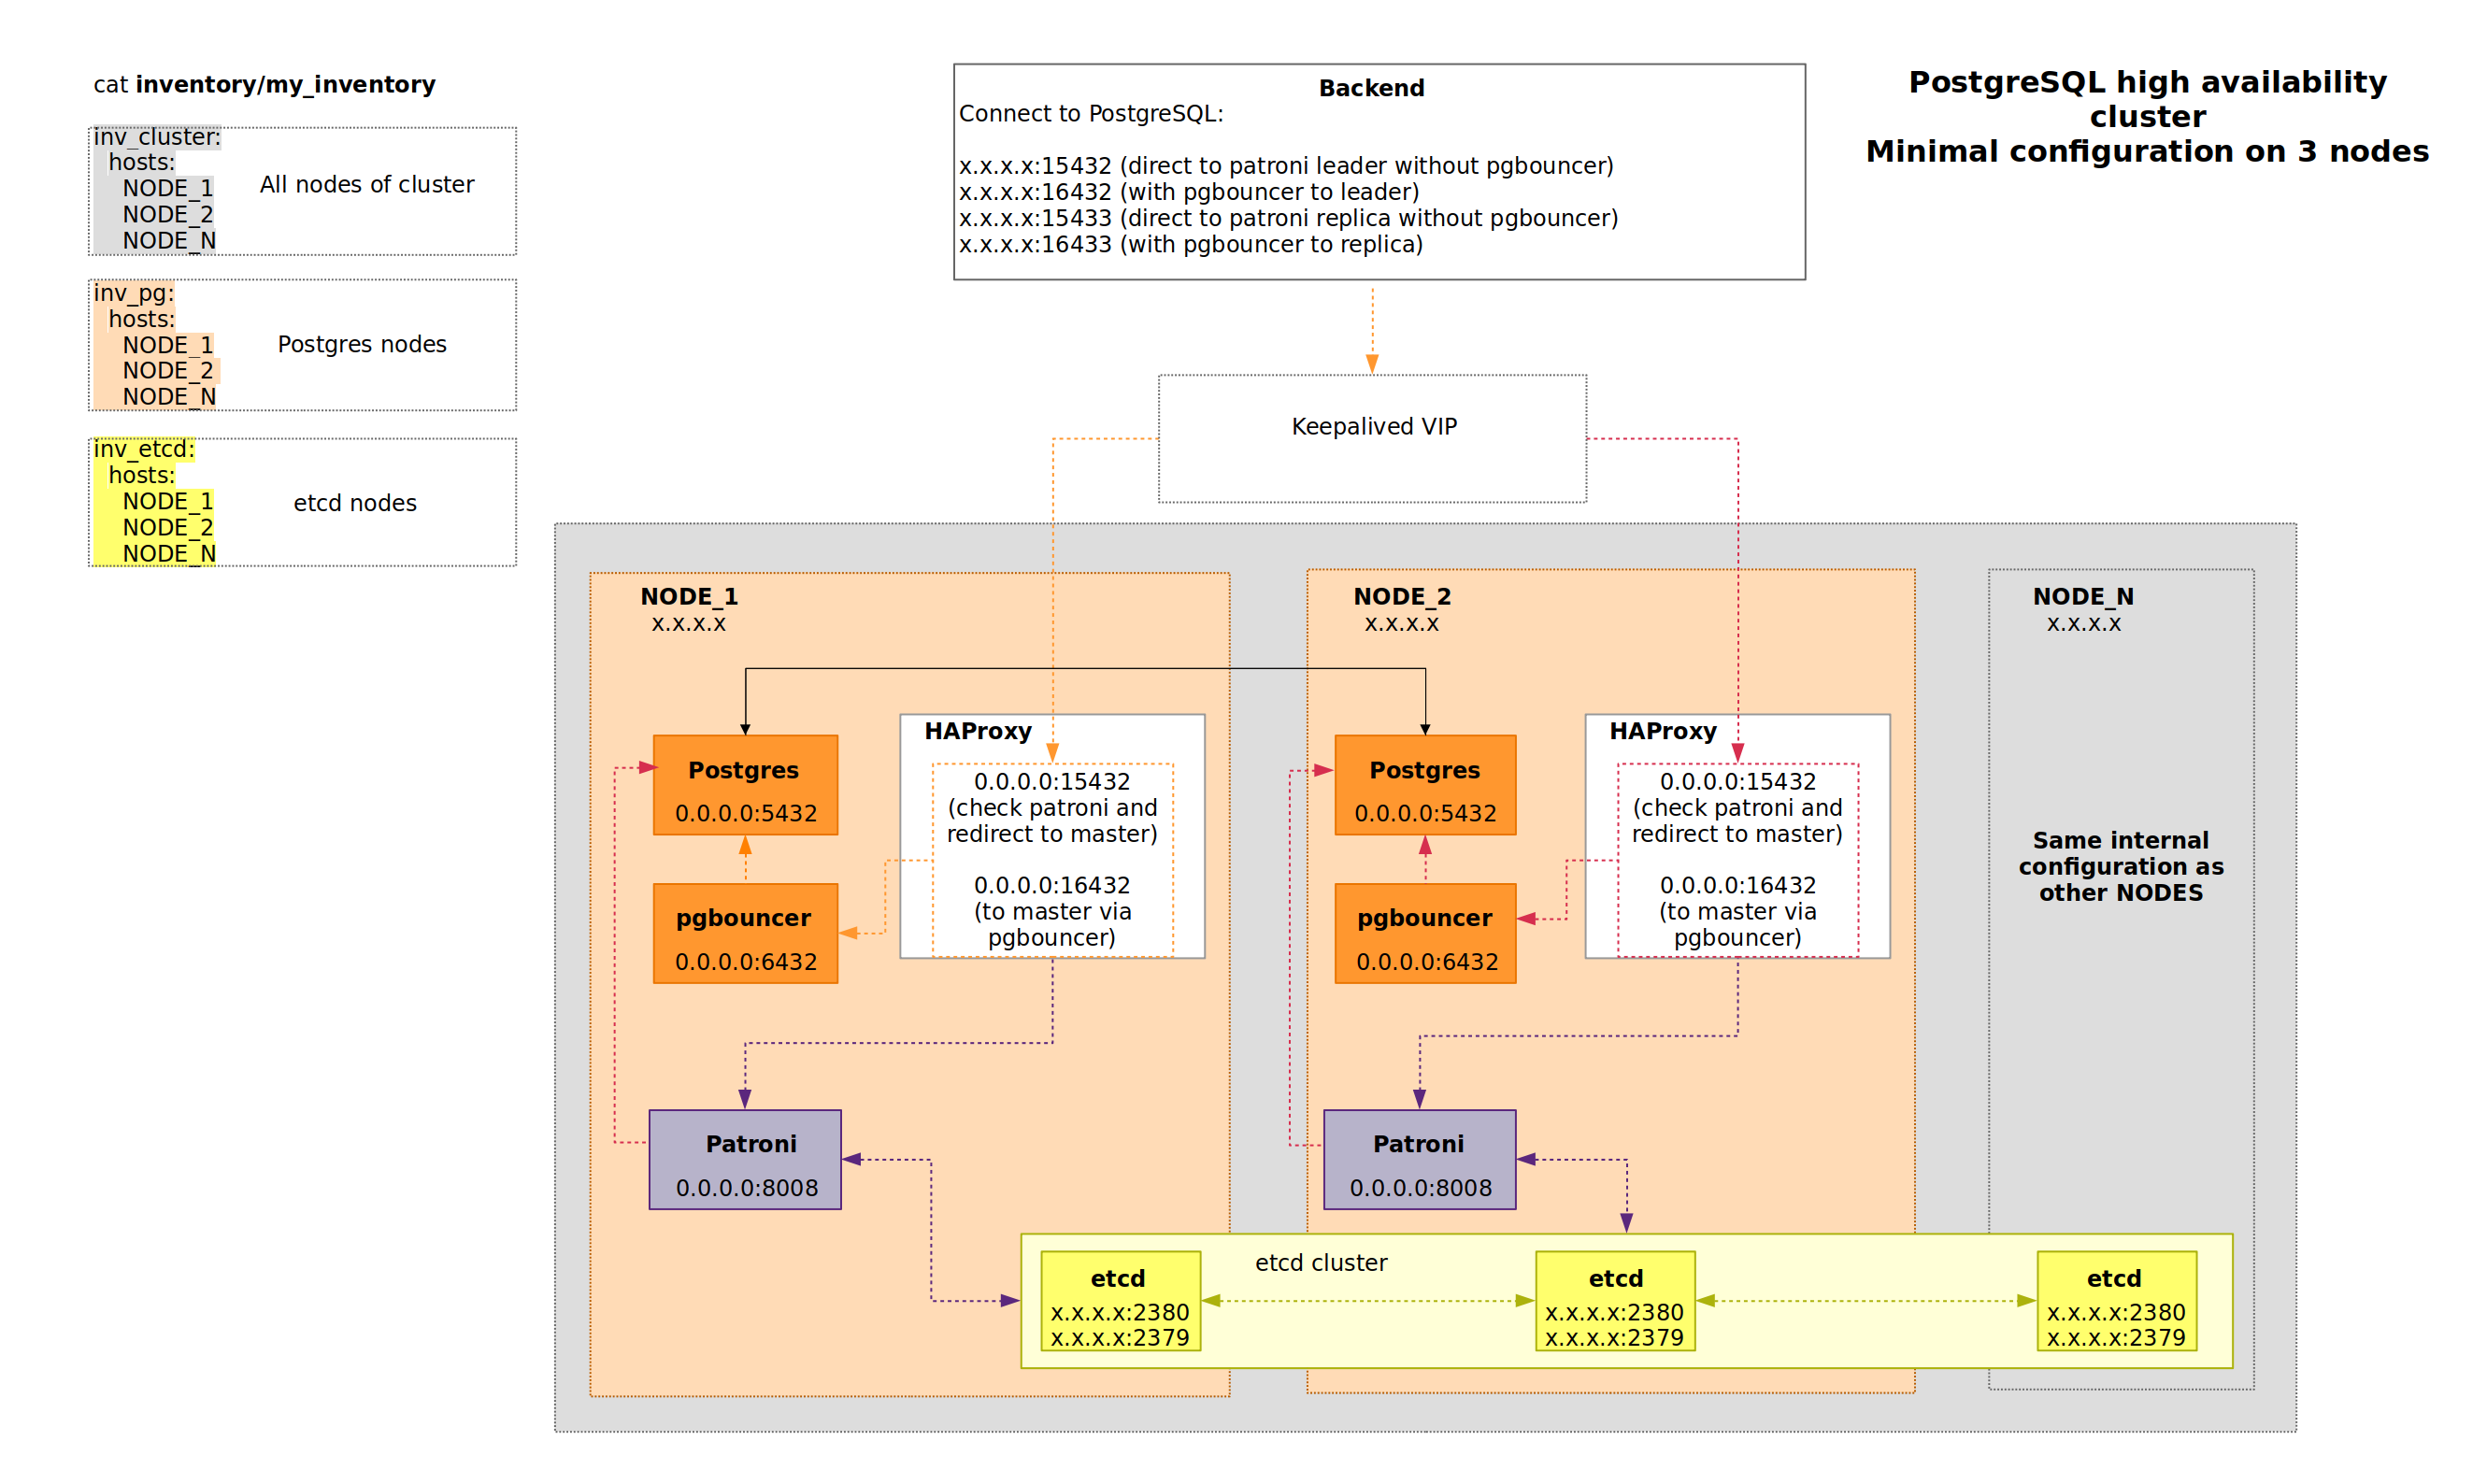 cat inventory/my_inventory
inv_cluster:
hosts:
NODE_1
NODE_2
NODE_N
All nodes of cluster
inv_pg:
hosts:
NODE_1
NODE_2
NODE_N
Postgres nodes
inv_etcd:
hosts:
NODE_1
NODE_2
NODE_N
etcd nodes
Backend
Connect to PostgreSQL:
x.x.x.x:15432 (direct to patroni leader without pgbouncer)
x.x.x.x:16432 (with pgbouncer to leader)
x.x.x.x:15433 (direct to patroni replica without pgbouncer)
x.x.x.x:16433 (with pgbouncer to replica)
PostgreSQL high availability
cluster
Minimal configuration on 3 nodes
Keepalived VIP
NODE_1
x.x.x.x
Postgres
0.0.0.0:5432
pgbouncer
0.0.0.0:6432
HAProxy
0.0.0.0:15432
(check patroni and
redirect to master)
0.0.0.0:16432
(to master via
pgbouncer)
Patroni
0.0.0.0:8008
NODE_2
x.x.x.x
Postgres
0.0.0.0:5432
pgbouncer
0.0.0.0:6432
HAProxy
0.0.0.0:15432
(check patroni and
redirect to master)
0.0.0.0:16432
(to master via
pgbouncer)
Patroni
0.0.0.0:8008
NODE_N
x.x.x.x
Same internal
configuration as
other NODES
etcd cluster
etcd
x.x.x.x:2380
x.x.x.x:2379
etcd
x.x.x.x:2380
x.x.x.x:2379
etcd
x.x.x.x:2380
x.x.x.x:2379